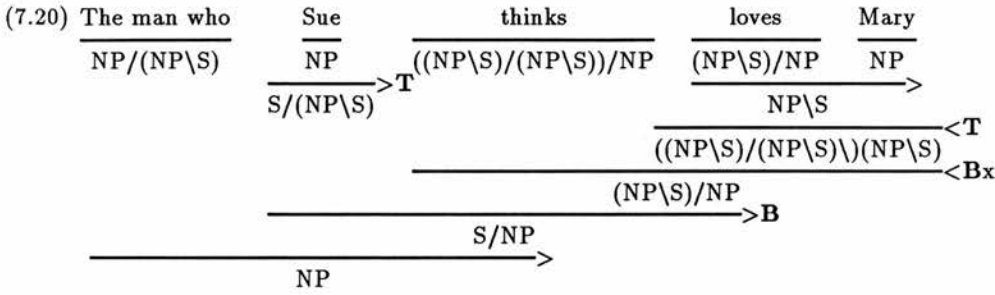 (7.20) The man who Sue thinks loves Mary
NP/(NP\S) NP ((NP\S)/(NP\S))/NP (NP\S)/NP NP
>T >
S/(NP\S) NP\S
<T
((NP\S)/(NP\S)\)(NP\S)
<Bx
(NP\S)/NP
>B
S/NP
>
NP